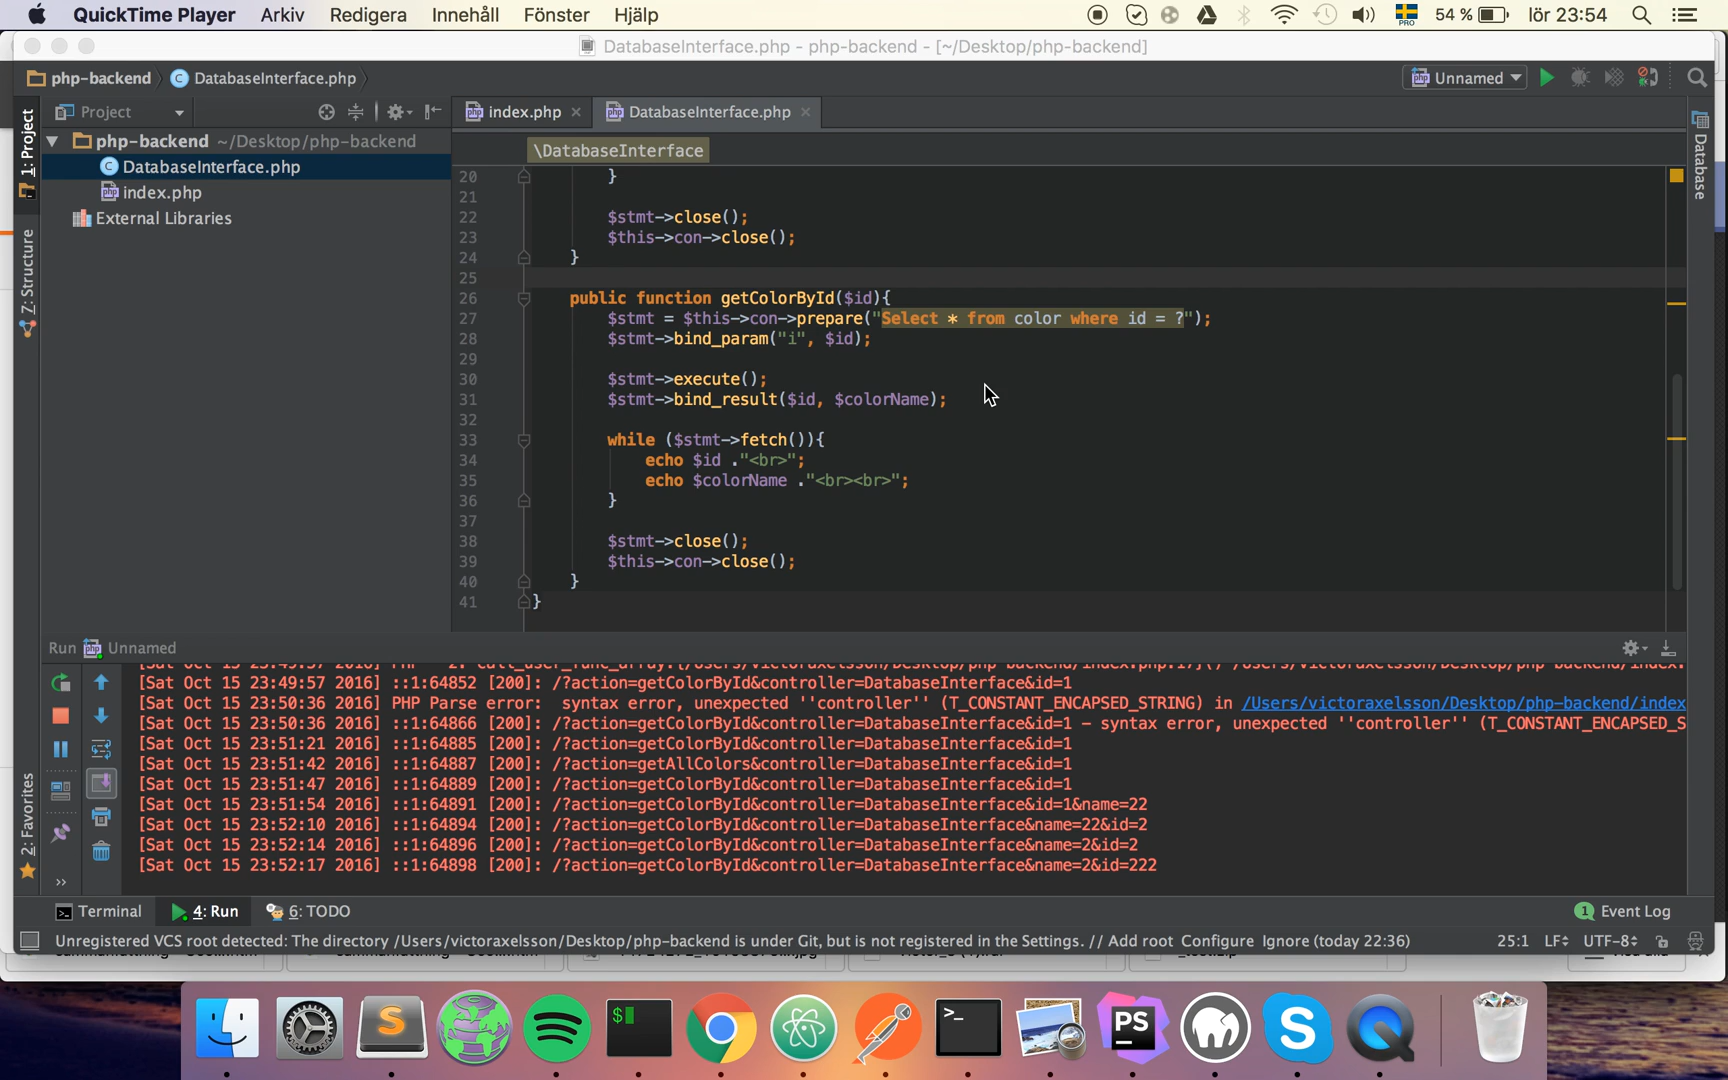 QuickTime Player Arkiv Redigera Innehåll Fönster Hjälp PRO 54 % lör 23:54
DatabaseInterface.php - php-backend - [~/Desktop/php-backend]
php-backend DatabaseInterface.php Unnamed
Project index.php DatabaseInterface.php
1: Project
Z: Structure
2: Favorites
Database
php-backend ~/Desktop/php-backend
DatabaseInterface.php
index.php
External Libraries
\DatabaseInterface
20 }
21
22 $stmt->close();
23 $this->con->close();
24 }
25
26 public function getColorById($id){
27 $stmt = $this->con->prepare("Select * from color where id = ?");
28 $stmt->bind_param("i", $id);
29
30 $stmt->execute();
31 $stmt->bind_result($id, $colorName);
32
33 while ($stmt->fetch()){
34 echo $id ."<br>";
35 echo $colorName ."<br><br>";
36 }
37
38 $stmt->close();
39 $this->con->close();
40 }
41 }
Run Unnamed
[Sat Oct 15 23:49:57 2016] ::1:64852 [200]: /?action=getColorById&controller=DatabaseInterface&id=1
[Sat Oct 15 23:50:36 2016] PHP Parse error:  syntax error, unexpected ''controller'' (T_CONSTANT_ENCAPSED_STRING) in /Users/victoraxelsson/Desktop/php-backend/index
[Sat Oct 15 23:50:36 2016] ::1:64866 [200]: /?action=getColorById&controller=DatabaseInterface&id=1 - syntax error, unexpected ''controller'' (T_CONSTANT_ENCAPSED_S
[Sat Oct 15 23:51:21 2016] ::1:64885 [200]: /?action=getColorById&controller=DatabaseInterface&id=1
[Sat Oct 15 23:51:42 2016] ::1:64887 [200]: /?action=getAllColors&controller=DatabaseInterface&id=1
[Sat Oct 15 23:51:47 2016] ::1:64889 [200]: /?action=getColorById&controller=DatabaseInterface&id=1
[Sat Oct 15 23:51:54 2016] ::1:64891 [200]: /?action=getColorById&controller=DatabaseInterface&id=1&name=22
[Sat Oct 15 23:52:10 2016] ::1:64894 [200]: /?action=getColorById&controller=DatabaseInterface&name=22&id=2
[Sat Oct 15 23:52:14 2016] ::1:64896 [200]: /?action=getColorById&controller=DatabaseInterface&name=2&id=2
[Sat Oct 15 23:52:17 2016] ::1:64898 [200]: /?action=getColorById&controller=DatabaseInterface&name=2&id=222
Terminal 4: Run 6: TODO 1 Event Log
Unregistered VCS root detected: The directory /Users/victoraxelsson/Desktop/php-backend is under Git, but is not registered in the Settings. // Add root Configure Ignore (today 22:36) 25:1 LF UTF-8
S $ >_ PS S